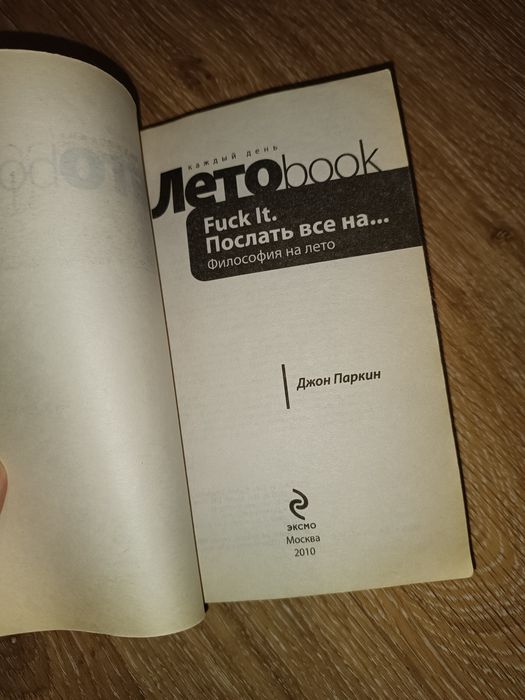 каждый день
Летоbook
Fuck It.
Послать все на...
Философия на лето
Джон Паркин
эксмо
Москва
2010